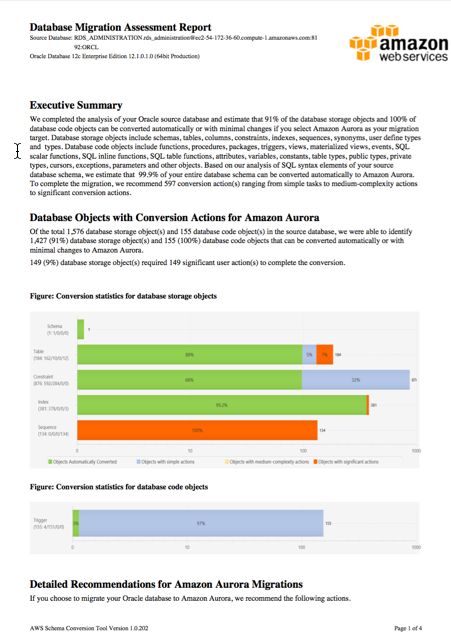 Database Migration Assessment Report
Source Database: RDS_ADMINISTRATION.rds_administration@ec2-54-172-36-60.compute-1.amazonaws.com:81
92:ORCL
Oracle Database 12c Enterprise Edition 12.1.0.1.0 (64bit Production)
amazon
web services
Executive Summary
We completed the analysis of your Oracle source database and estimate that 91% of the database storage objects and 100% of
database code objects can be converted automatically or with minimal changes if you select Amazon Aurora as your migration
target. Database storage objects include schemas, tables, columns, constraints, indexes, sequences, synonyms, user define types
and types. Database code objects include functions, procedures, packages, triggers, views, materialized views, events, SQL
scalar functions, SQL inline functions, SQL table functions, attributes, variables, constants, table types, public types, private
types, cursors, exceptions, parameters and other objects. Based on our analysis of SQL syntax elements of your source
database schema, we estimate that 99.9% of your entire database schema can be converted automatically to Amazon Aurora.
To complete the migration, we recommend 597 conversion action(s) ranging from simple tasks to medium-complexity actions
to significant conversion actions.
Database Objects with Conversion Actions for Amazon Aurora
Of the total 1,576 database storage object(s) and 155 database code object(s) in the source database, we were able to identify
1,427 (91%) database storage object(s) and 155 (100%) database code objects that can be converted automatically or with
minimal changes to Amazon Aurora.
149 (9%) database storage object(s) required 149 significant user action(s) to complete the conversion.
Figure: Conversion statistics for database storage objects
Schema
(1: 1/0/0/0)
1
Table
88%
5%
7%
184
Constraint
68%
32%
Index
99.2%
381
Sequence
(134: 0/0/0/134)
100%
134
0
10
100
1000
Objects Automatically Converted
Objects with simple actions
Objects with medium-complexity actions
Objects with significant actions
Figure: Conversion statistics for database code objects
Trigger
(155: 4/151/0/0)
3%
97%
155
0
10
100
1000
Detailed Recommendations for Amazon Aurora Migrations
If you choose to migrate your Oracle database to Amazon Aurora, we recommend the following actions.
AWS Schema Conversion Tool Version 1.0.202
Page 1 of 4